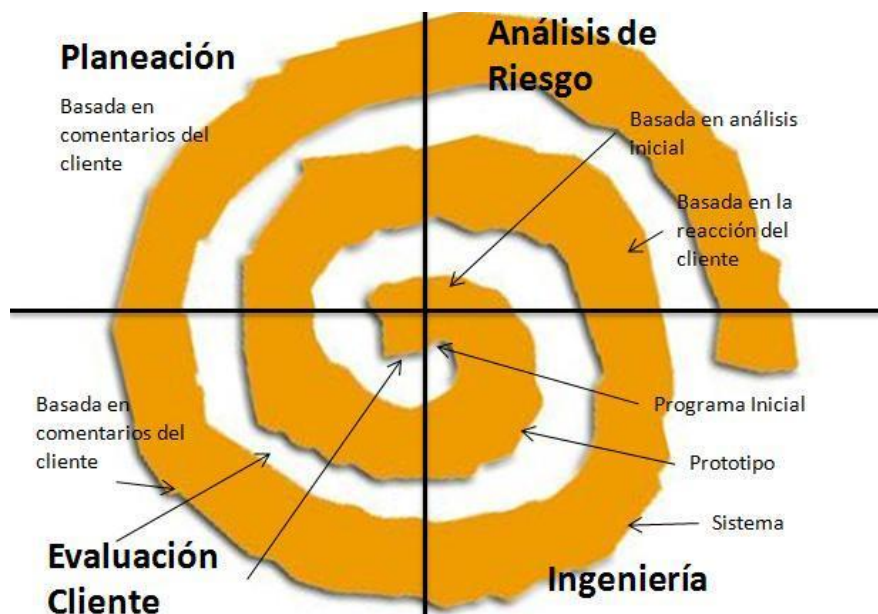 Planeación
Basada en
comentarios del
cliente
Análisis de
Riesgo
Basada en análisis
inicial
Basada en la
reacción del
cliente
Basada en
comentarios del
cliente
Evaluación
Cliente
Programa Inicial
Prototipo
Sistema
Ingeniería